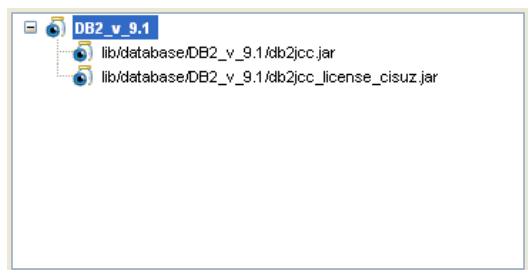 DB2_v_9.1
lib/database/DB2_v_9.1/db2jcc.jar
lib/database/DB2_v_9.1/db2jcc_license_cisuz.jar